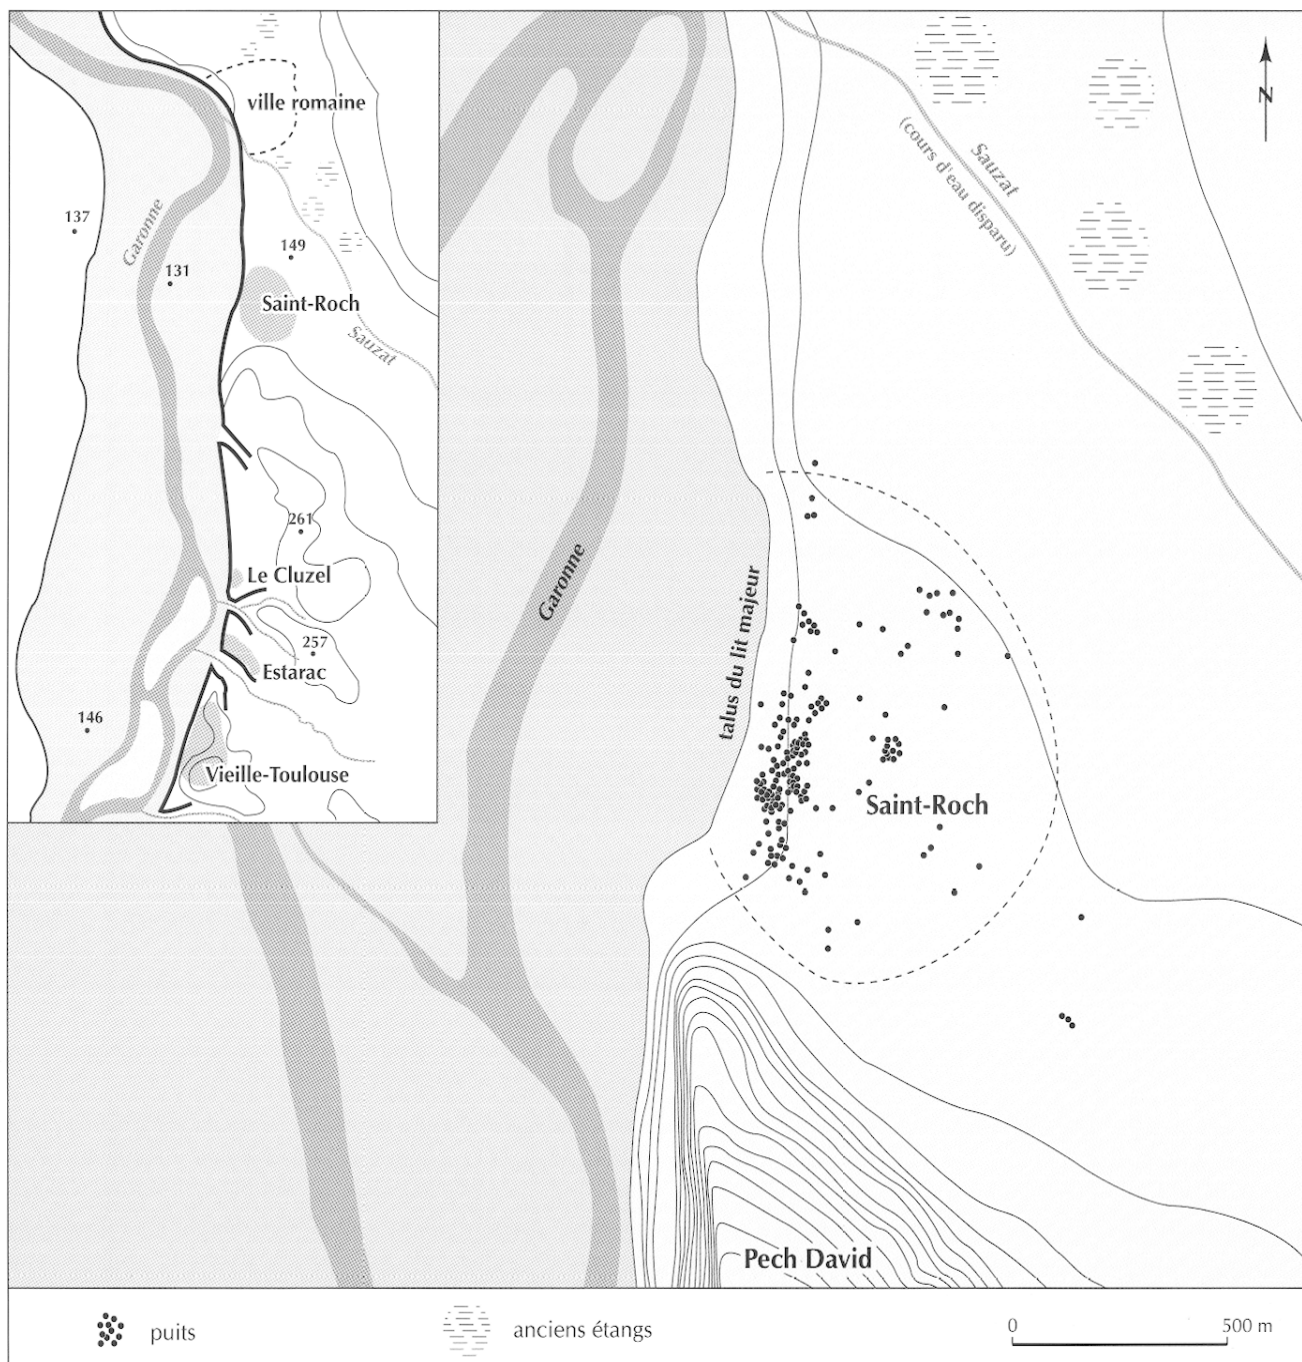 ville romaine
137
Garonne
131
149
Saint-Roch
Sauzat
261
Le Cluzel
257
Estarac
146
Vieille-Toulouse
N
Sauzat
(cours d'eau disparu)
Garonne
talus du lit majeur
Saint-Roch
Pech David
puits
anciens étangs
0
500 m